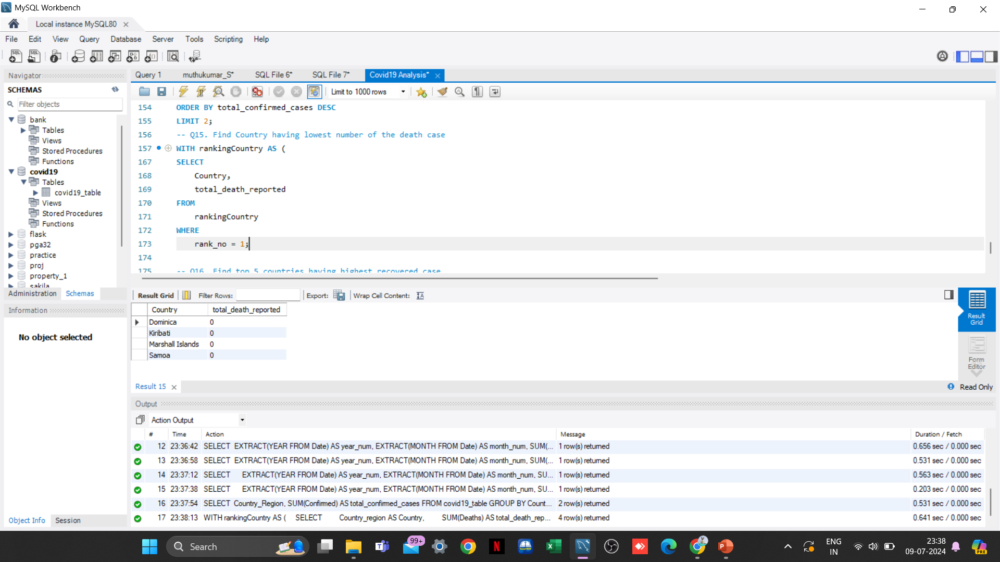 MySQL Workbench
Local instance MySQL80
File Edit View Query Database Server Tools Scripting Help
Navigator
SCHEMAS
Filter objects
bank
Tables
Views
Stored Procedures
Functions
covid19
Tables
covid19_table
Views
Stored Procedures
Functions
flask
pga32
practice
proj
property_1
sakila
Administration Schemas
Information
No object selected
Object Info Session
Query 1 muthukumar_S* SQL File 6* SQL File 7* Covid19 Analysis*
Limit to 1000 rows
154 ORDER BY total_confirmed_cases DESC
155 LIMIT 2;
156 -- Q15. Find Country having lowest number of the death case
157 WITH rankingCountry AS (
167 SELECT
168 Country,
169 total_death_reported
170 FROM
171 rankingCountry
172 WHERE
173 rank_no = 1;
174
175 -- Q16. Find top 5 countries having highest recovered case
Result Grid Filter Rows: Export: Wrap Cell Content:
Country total_death_reported
Dominica 0
Kiribati 0
Marshall Islands 0
Samoa 0
Result Grid
Form Editor
Result 15
Read Only
Output
Action Output
# Time Action Message Duration / Fetch
12 23:36:42 SELECT EXTRACT(YEAR FROM Date) AS year_num, EXTRACT(MONTH FROM Date) AS month_num, SUM(... 1 row(s) returned 0.656 sec / 0.000 sec
13 23:36:58 SELECT EXTRACT(YEAR FROM Date) AS year_num, EXTRACT(MONTH FROM Date) AS month_num, SUM(... 1 row(s) returned 0.531 sec / 0.000 sec
14 23:37:12 SELECT EXTRACT(YEAR FROM Date) AS year_num, EXTRACT(MONTH FROM Date) AS month_num, SU... 1 row(s) returned 0.563 sec / 0.000 sec
15 23:37:38 SELECT EXTRACT(YEAR FROM Date) AS year_num, EXTRACT(MONTH FROM Date) AS month_num, SU... 1 row(s) returned 0.203 sec / 0.000 sec
16 23:37:54 SELECT Country_Region, SUM(Confirmed) AS total_confirmed_cases FROM covid19_table GROUP BY Count... 2 row(s) returned 0.531 sec / 0.000 sec
17 23:38:13 WITH rankingCountry AS ( SELECT Country_region AS Country, SUM(Deaths) AS total_death_rep... 4 row(s) returned 0.641 sec / 0.000 sec
Search
99+
ENG
IN
23:38
09-07-2024
PRE